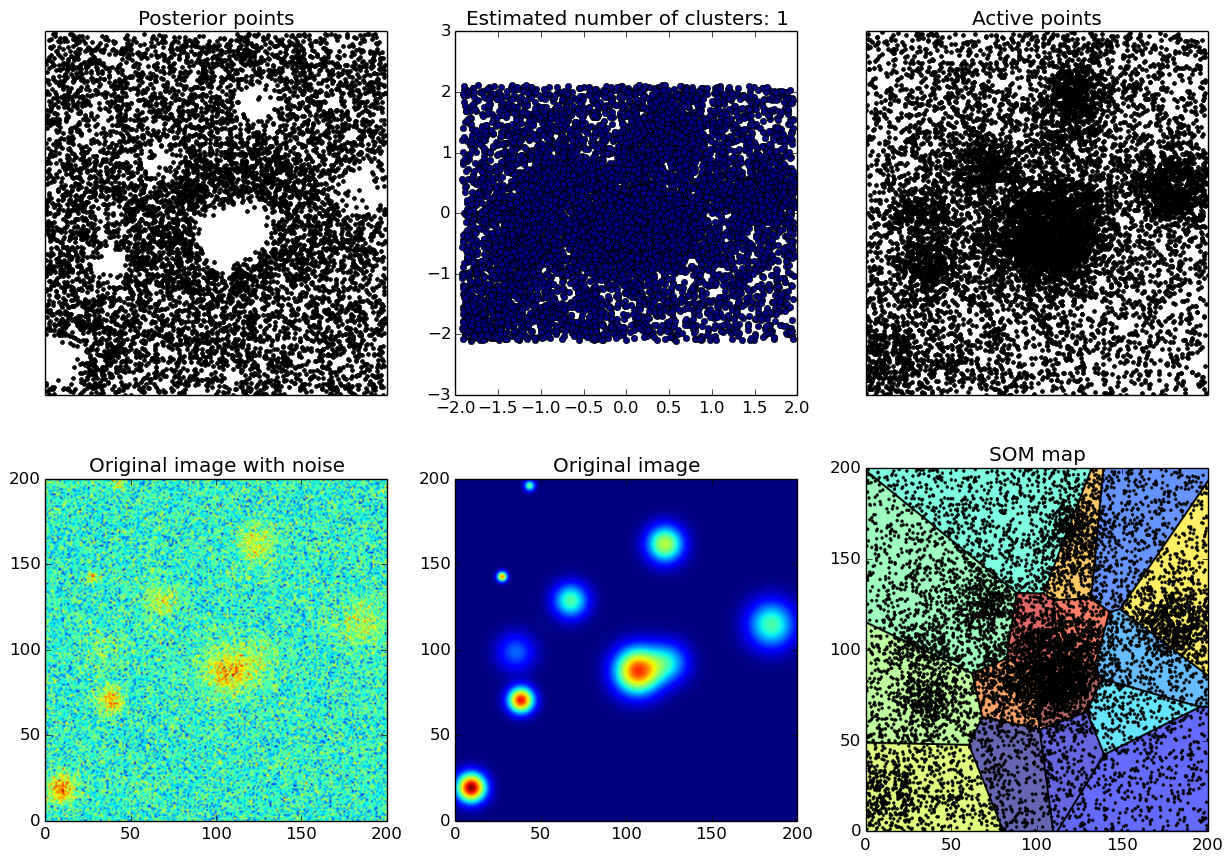 Posterior points
Estimated number of clusters: 1
Active points
3
2
1
0
−1
−2
−3
−2.0 −1.5 −1.0 −0.5 0.0 0.5 1.0 1.5 2.0
Original image with noise
200
150
100
50
0
0 50 100 150 200
Original image
200
150
100
50
0
0 50 100 150 200
SOM map
200
150
100
50
0
0 50 100 150 200